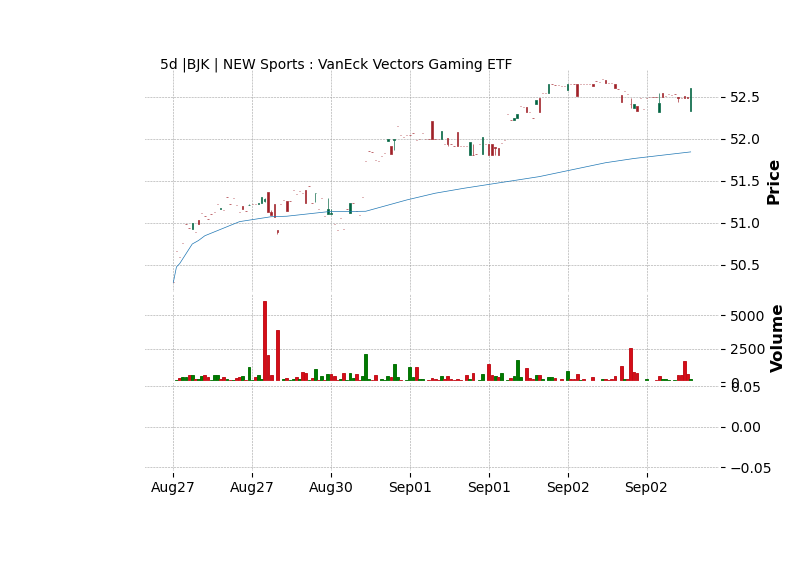 5d |BJK | NEW Sports : VanEck Vectors Gaming ETF
52.5
52.0
51.5
51.0
50.5
Price
5000
2500
0
Volume
0.05
0.00
−0.05
Aug27 Aug27 Aug30 Sep01 Sep01 Sep02 Sep02